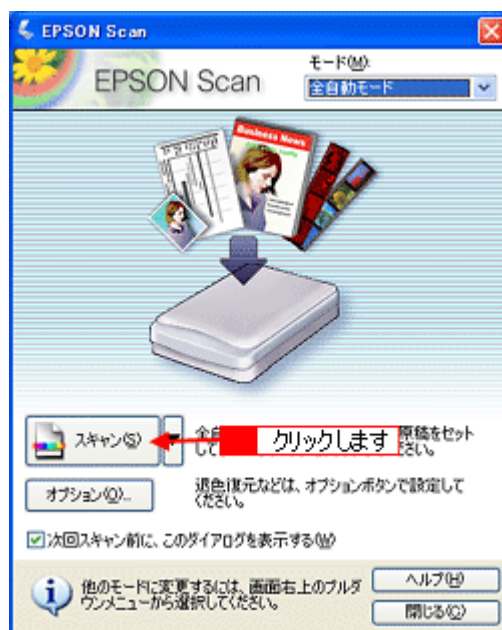 EPSON Scan
EPSON Scan
モード(M):
全自動モード
Business News
スキャン(S)
全自
クリックします
原稿をセット
して
さい。
オプション(O)...
退色復元などは、オプションボタンで設定して
ください。
次回スキャン前に、このダイアログを表示する(W)
他のモードに変更するには、画面右上のプルダ
ウンメニューから選択してください。
ヘルプ(H)
閉じる(C)